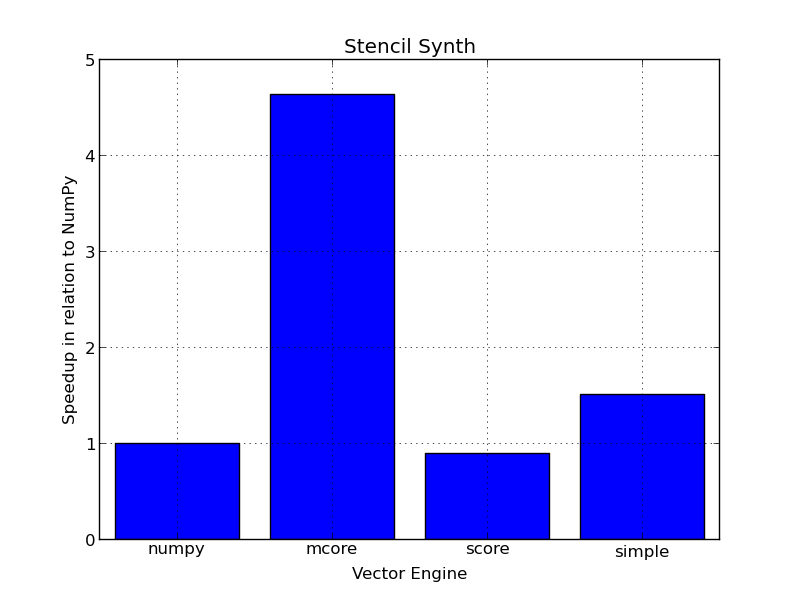 Stencil Synth
Speedup in relation to NumPy
5
4
3
2
1
0
numpy mcore score simple
Vector Engine